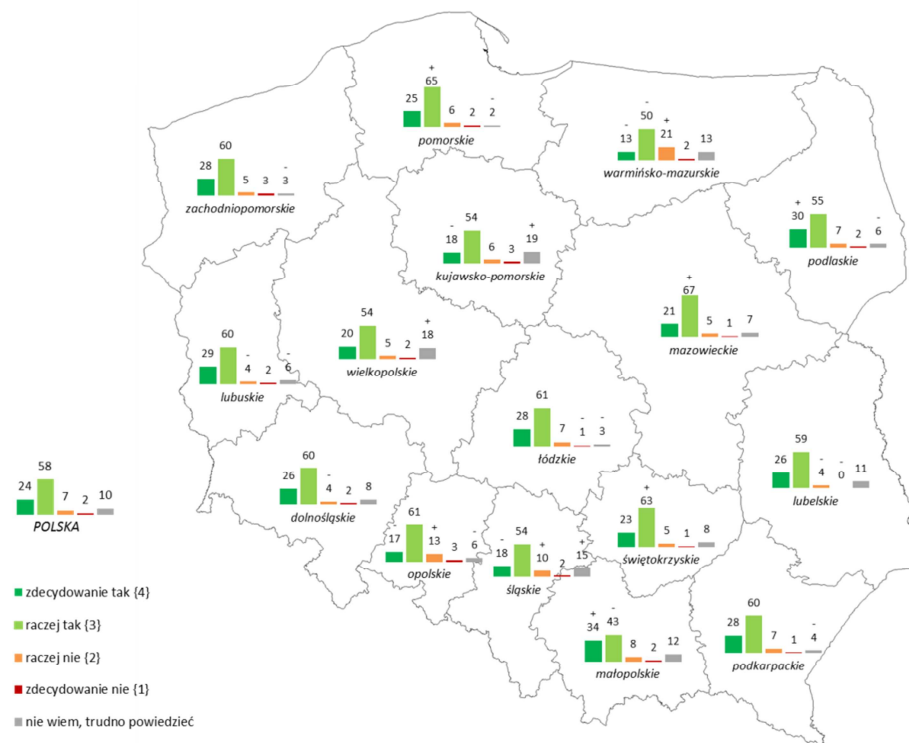 +
65
25 6 2 -
2
pomorskie
-
50 +
- 21
13 2 13
warmińsko-mazurskie
60
28 -
5 3 3
zachodniopomorskie
+ 55
30 -
7 2 6
podlaskie
54 +
- 19
18 6 3
kujawsko-pomorskie
+
67
21 5 1 7
mazowieckie
54 +
20 18
5 2
wielkopolskie
60
29 - -
4 2 6
lubuskie
61
28 - -
7 1 3
łódzkie
60
26 -
4 2 8
dolnośląskie
59
26 - - 11
4 0
lubelskie
58
24 7 2 10
POLSKA
61
- + -
17 13 3 6
opolskie
54 +
- + 15
18 10 2
śląskie
+
63
23 5 1 8
świętokrzyskie
+ -
34 43
8 2 12
małopolskie
60
28 -
7 1 4
podkarpackie
zdecydowanie tak {4}
raczej tak {3}
raczej nie {2}
zdecydowanie nie {1}
nie wiem, trudno powiedzieć